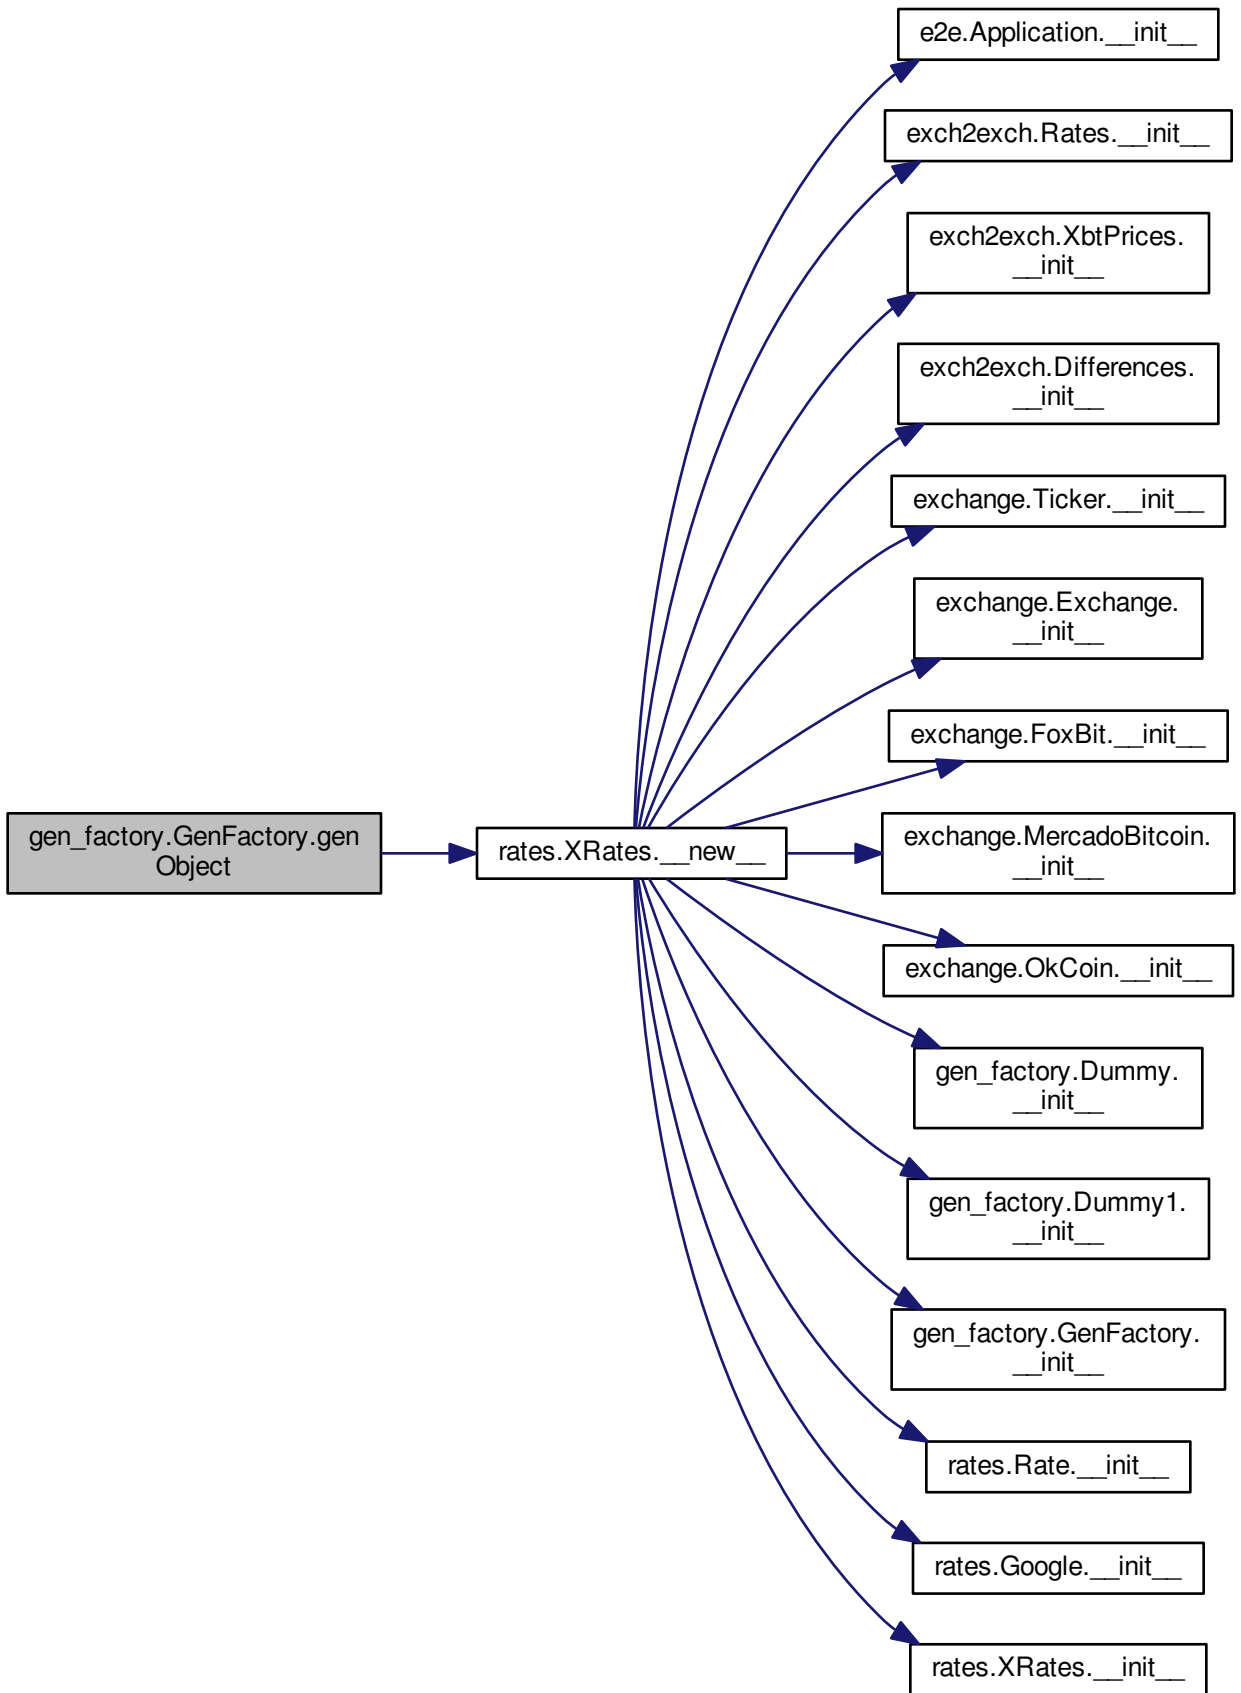 gen_factory.GenFactory.gen
Object
rates.XRates.__new__
e2e.Application.__init__
exch2exch.Rates.__init__
exch2exch.XbtPrices.
__init__
exch2exch.Differences.
__init__
exchange.Ticker.__init__
exchange.Exchange.
__init__
exchange.FoxBit.__init__
exchange.MercadoBitcoin.
__init__
exchange.OkCoin.__init__
gen_factory.Dummy.
__init__
gen_factory.Dummy1.
__init__
gen_factory.GenFactory.
__init__
rates.Rate.__init__
rates.Google.__init__
rates.XRates.__init__